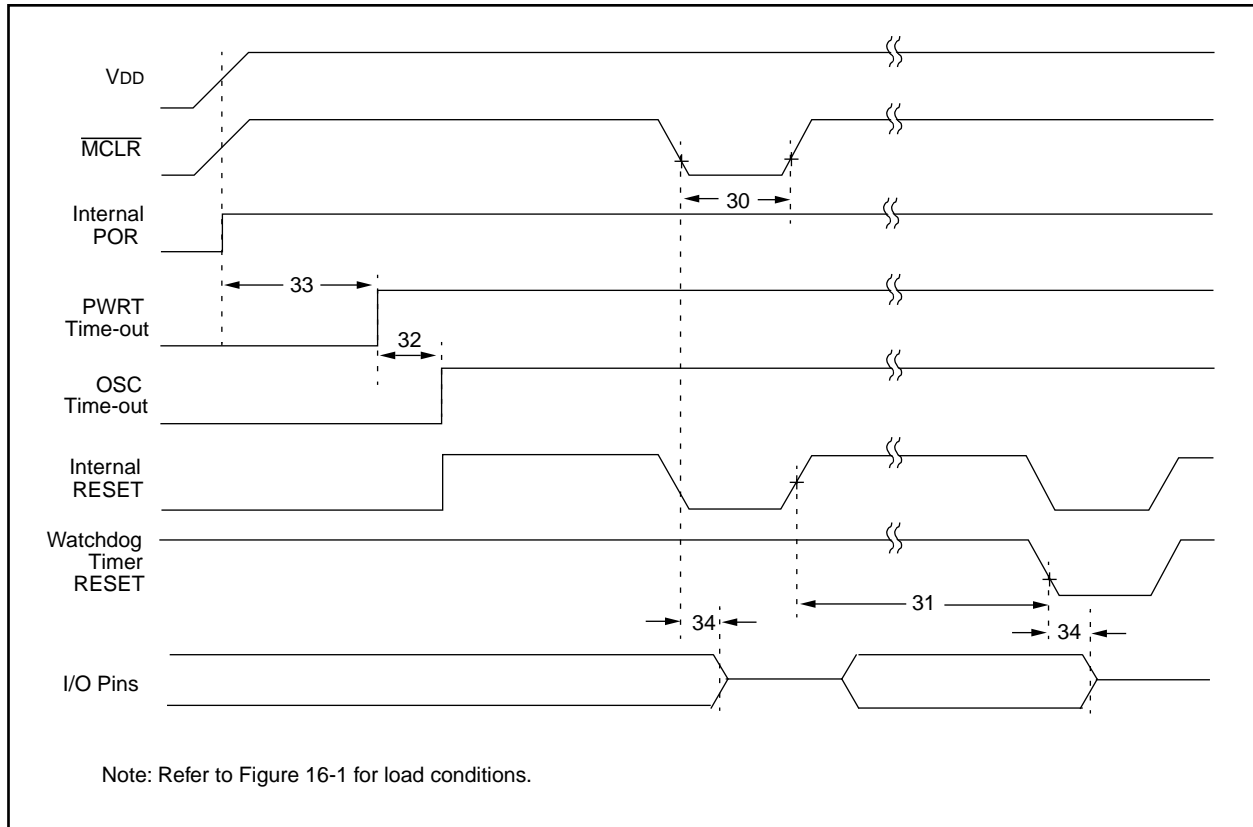 VDD
MCLR
30
Internal
POR
33
PWRT
Time-out
32
OSC
Time-out
Internal
RESET
Watchdog
Timer
RESET
31
34
34
I/O Pins
Note: Refer to Figure 16-1 for load conditions.